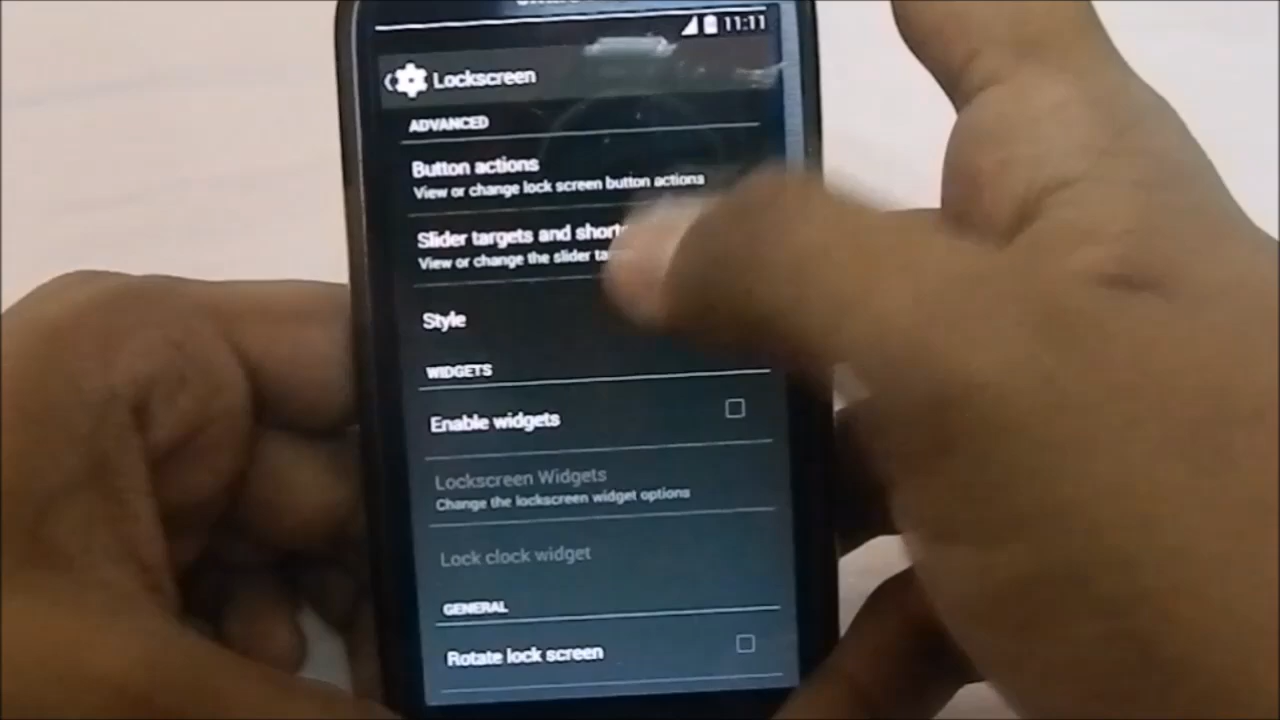 11:11
Lockscreen
ADVANCED
Button actions
View or change lock screen button actions
Slider targets and
View or change the slider
Style
WIDGETS
Enable widgets
Lockscreen Widgets
Change the lockscreen widget options
Lock clock widget
GENERAL
Rotate lock screen